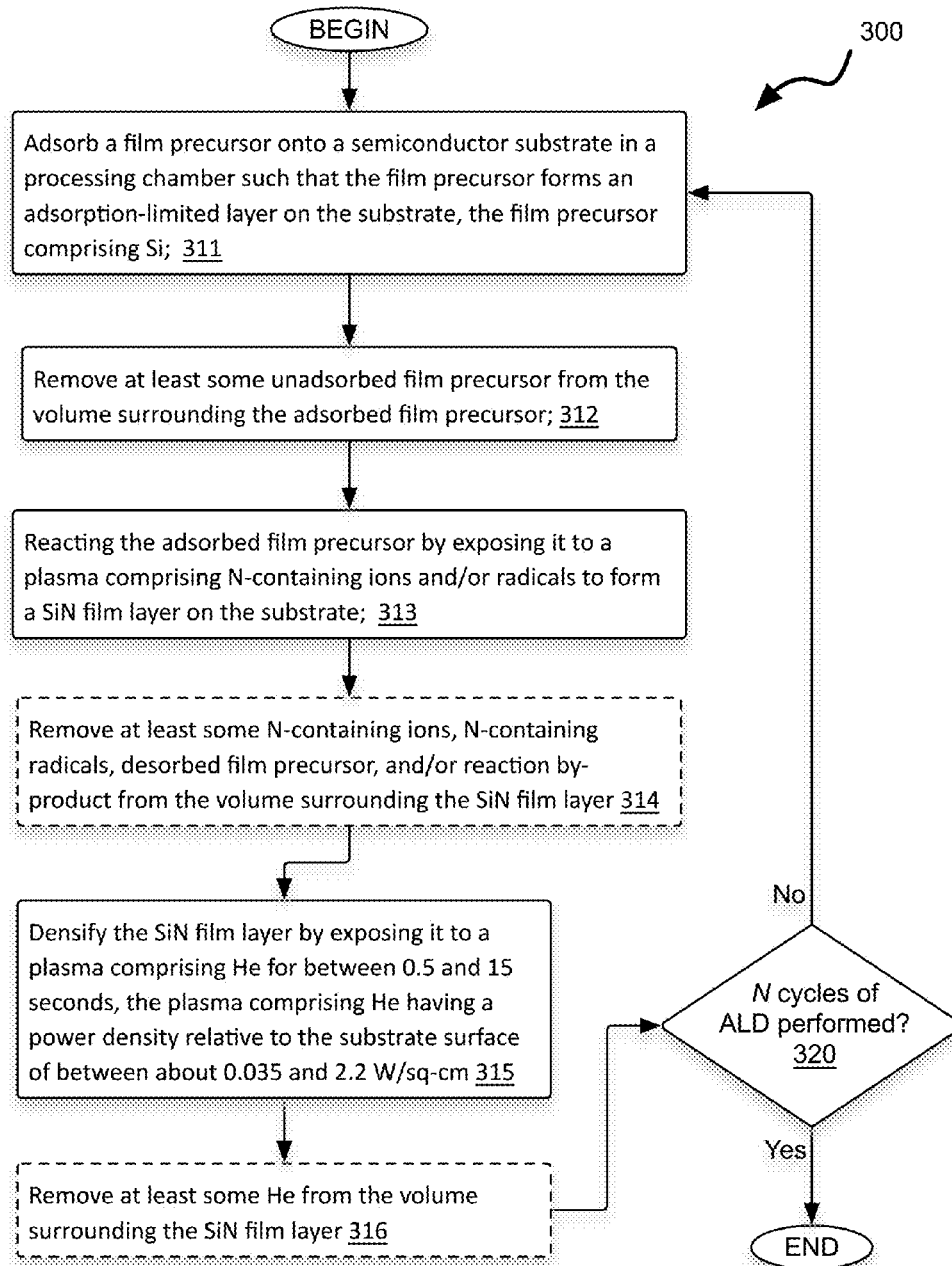 BEGIN
300
Adsorb a film precursor onto a semiconductor substrate in a
processing chamber such that the film precursor forms an
adsorption-limited layer on the substrate, the film precursor
comprising Si; 311
Remove at least some unadsorbed film precursor from the
volume surrounding the adsorbed film precursor; 312
Reacting the adsorbed film precursor by exposing it to a
plasma comprising N-containing ions and/or radicals to form
a SiN film layer on the substrate; 313
Remove at least some N-containing ions, N-containing
radicals, desorbed film precursor, and/or reaction by-
product from the volume surrounding the SiN film layer 314
Densify the SiN film layer by exposing it to a
plasma comprising He for between 0.5 and 15
seconds, the plasma comprising He having a
power density relative to the substrate surface
of between about 0.035 and 2.2 W/sq-cm 315
Remove at least some He from the volume
surrounding the SiN film layer 316
No
N cycles of
ALD performed?
320
Yes
END